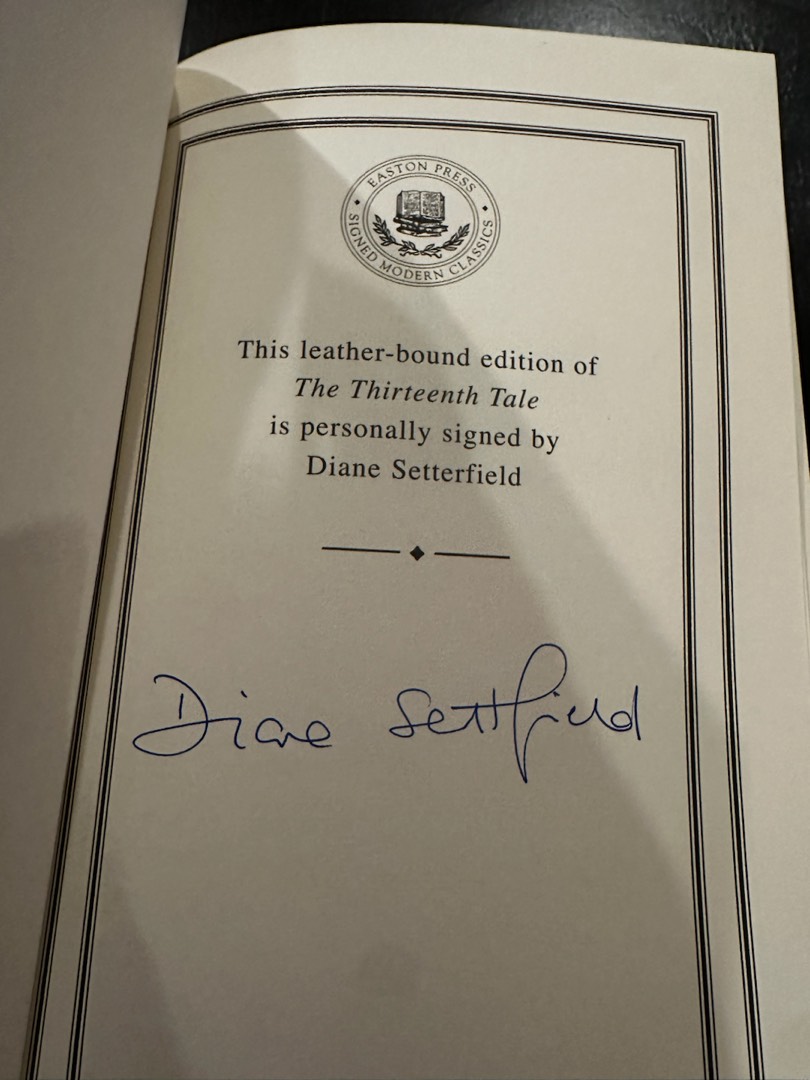 EASTON PRESS
SIGNED MODERN CLASSICS
This leather-bound edition of
The Thirteenth Tale
is personally signed by
Diane Setterfield
Diane Setterfield